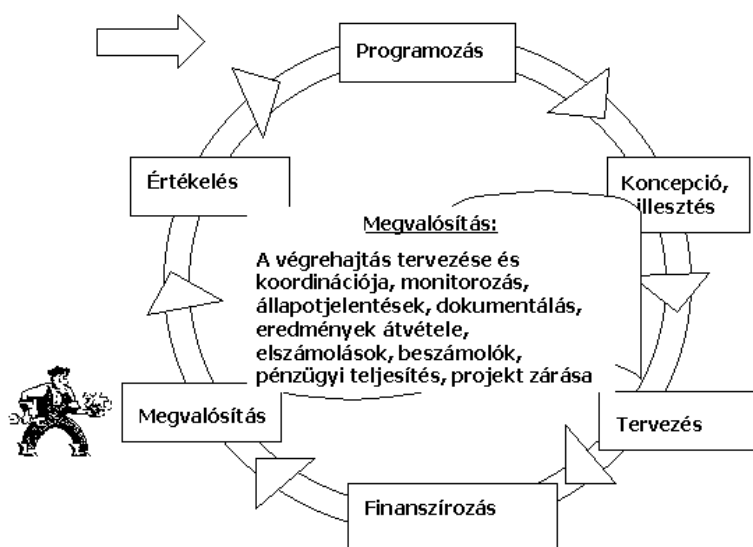 Programozás
Értékelés
Koncepció,
illesztés
Megvalósítás:
A végrehajtás tervezése és
koordinációja, monitorozás,
állapotjelentések, dokumentálás,
eredmények átvétele,
elszámolások, beszámolók,
pénzügyi teljesítés, projekt zárása
Megvalósítás
Tervezés
Finanszírozás